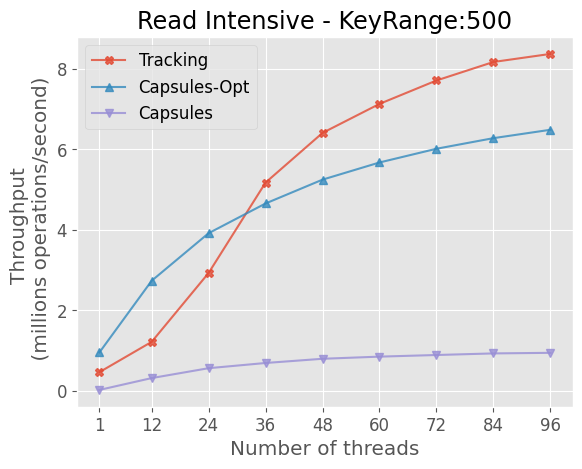 Read Intensive - KeyRange:500
Tracking
Capsules-Opt
Capsules
Throughput
(millions operations/second)
8
6
4
2
0
1 12 24 36 48 60 72 84 96
Number of threads